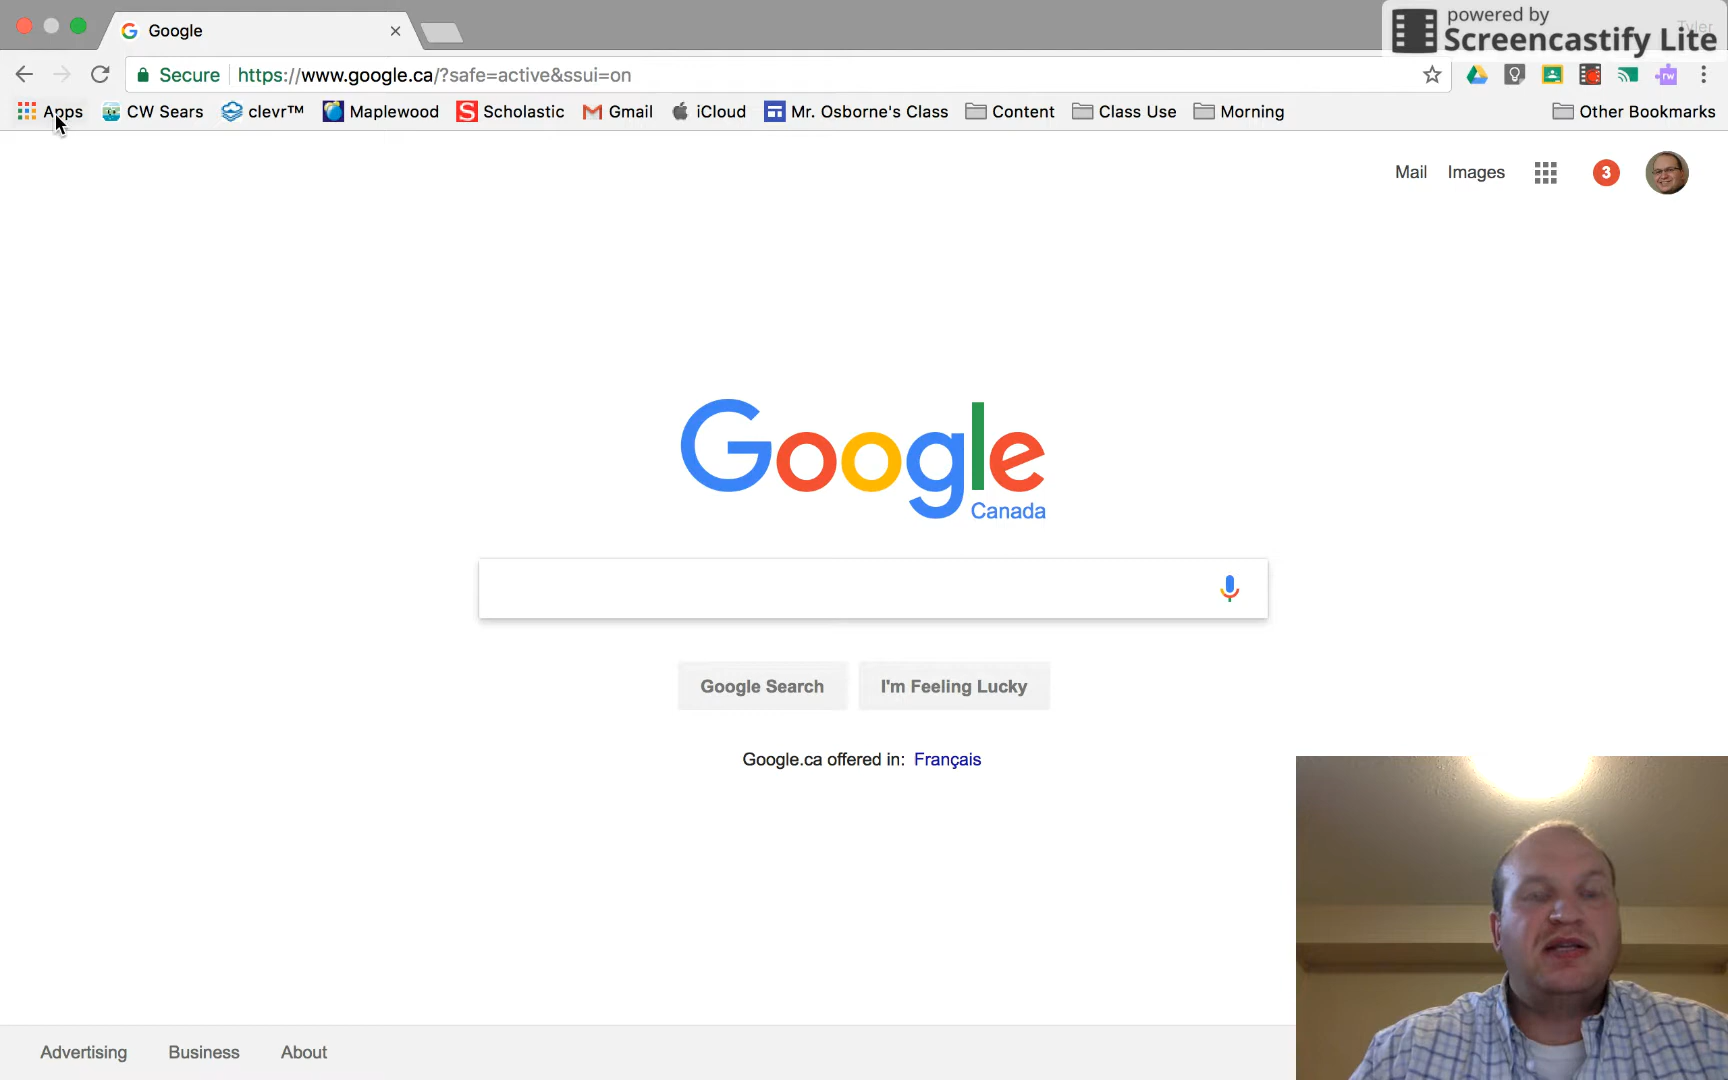 Google
powered by
Screencastify Lite
Tyler
Secure
https://www.google.ca/?safe=active&ssui=on
rw
Apps
CW Sears
clevr™
Maplewood
S Scholastic
Gmail
iCloud
Mr. Osborne's Class
Content
Class Use
Morning
Other Bookmarks
Mail
Images
3
Google
Canada
Google Search
I'm Feeling Lucky
Google.ca offered in: Français
Advertising
Business
About